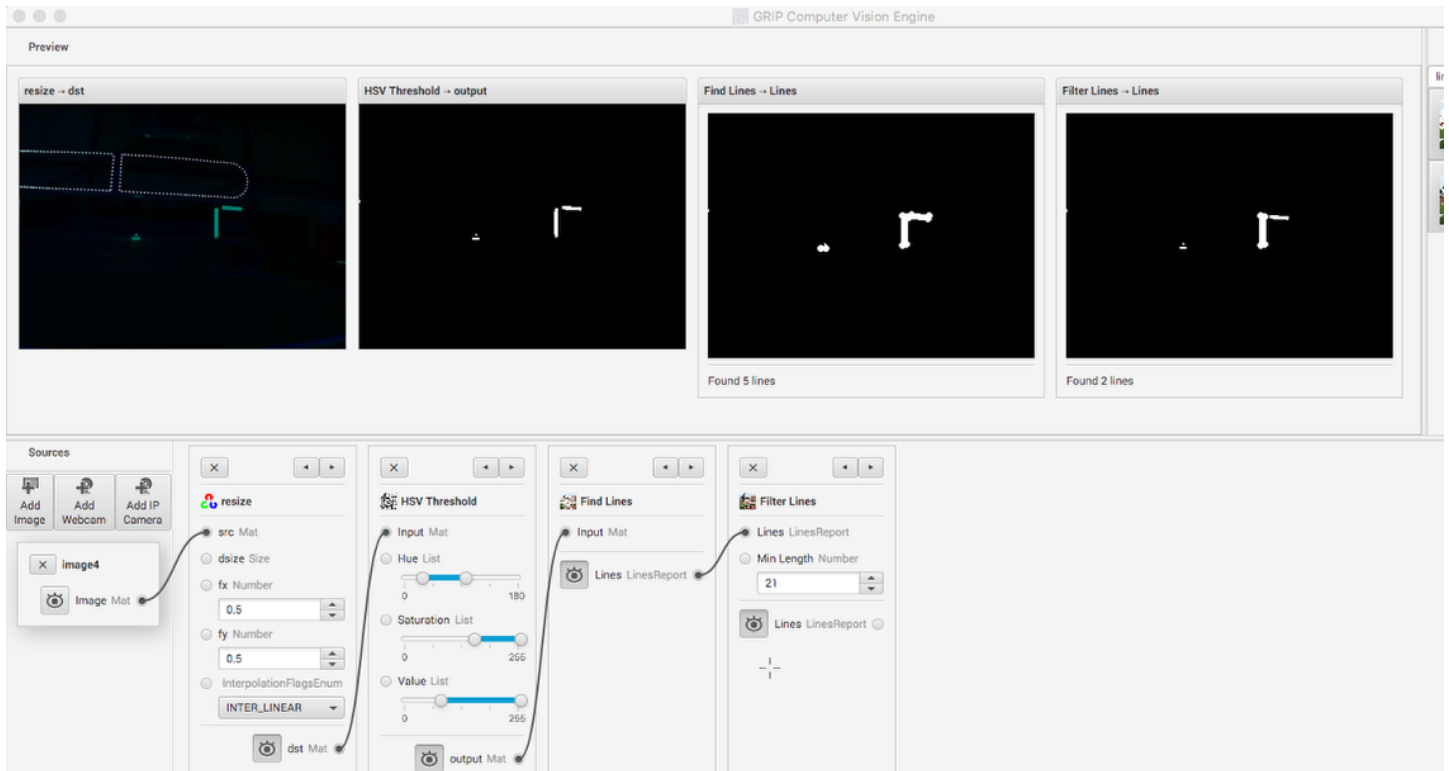 GRIP Computer Vision Engine
Preview
resize → dst
HSV Threshold → output
Find Lines → Lines
Filter Lines → Lines
Found 5 lines
Found 2 lines
Sources
Add Image
Add Webcam
Add IP Camera
image4
Image Mat
resize
src Mat
dsize Size
fx Number
0.5
fy Number
0.5
InterpolationFlagsEnum
INTER_LINEAR
dst Mat
HSV Threshold
Input Mat
Hue List
0 180
Saturation List
0 255
Value List
0 255
output Mat
Find Lines
Input Mat
Lines LinesReport
Filter Lines
Lines LinesReport
Min Length Number
21
Lines LinesReport